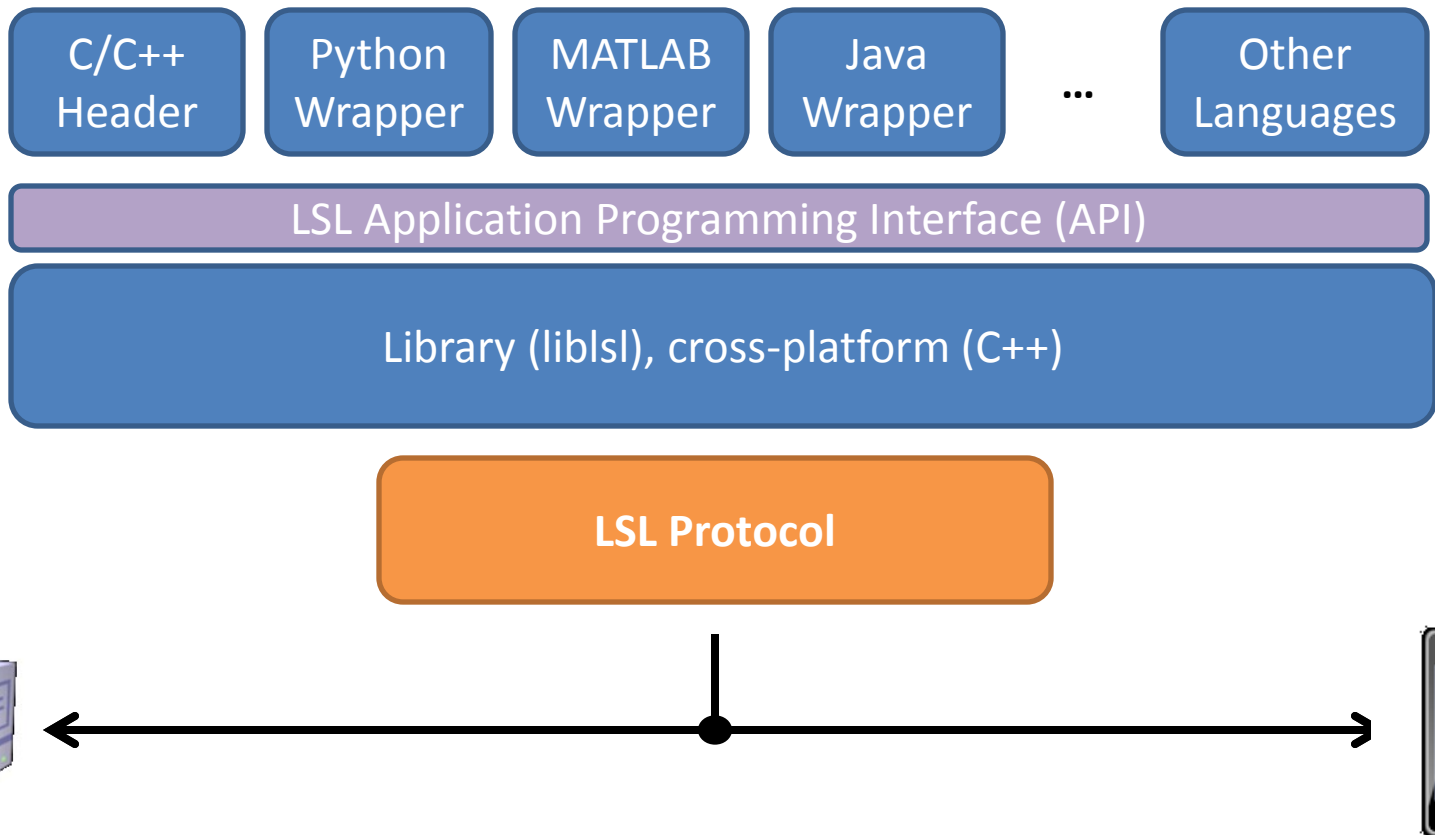 C/C++
Header
Python
Wrapper
MATLAB
Wrapper
Java
Wrapper
...
Other
Languages
LSL Application Programming Interface (API)
Library (liblsl), cross-platform (C++)
LSL Protocol